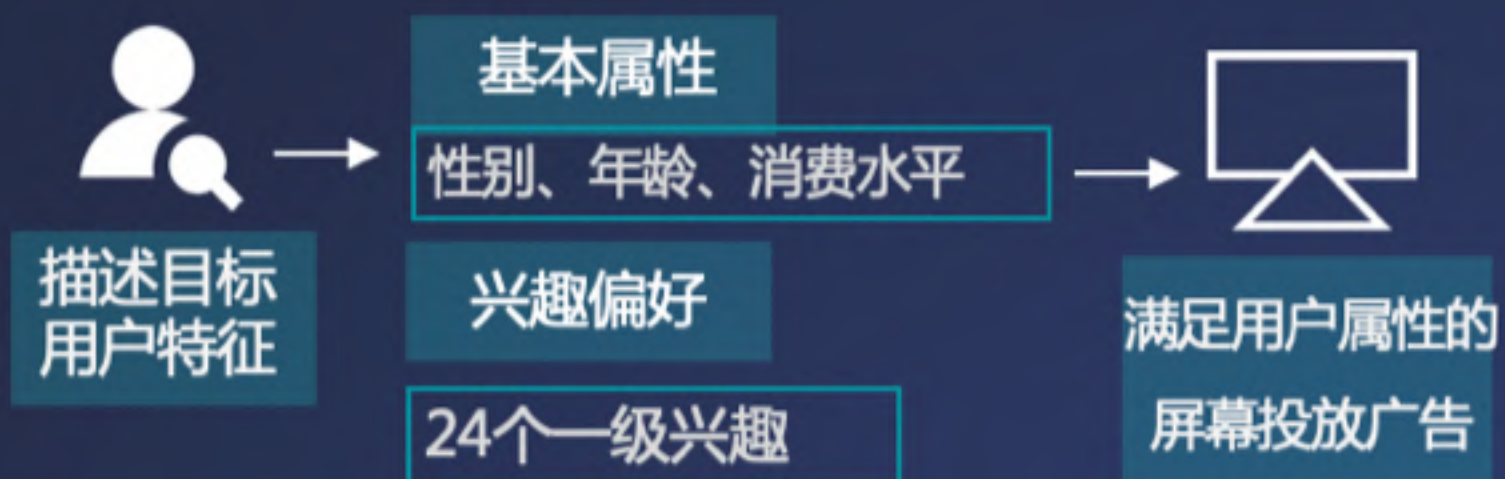 描述目标
用户特征
基本属性
性别、年龄、消费水平
兴趣偏好
24个一级兴趣
满足用户属性的
屏幕投放广告